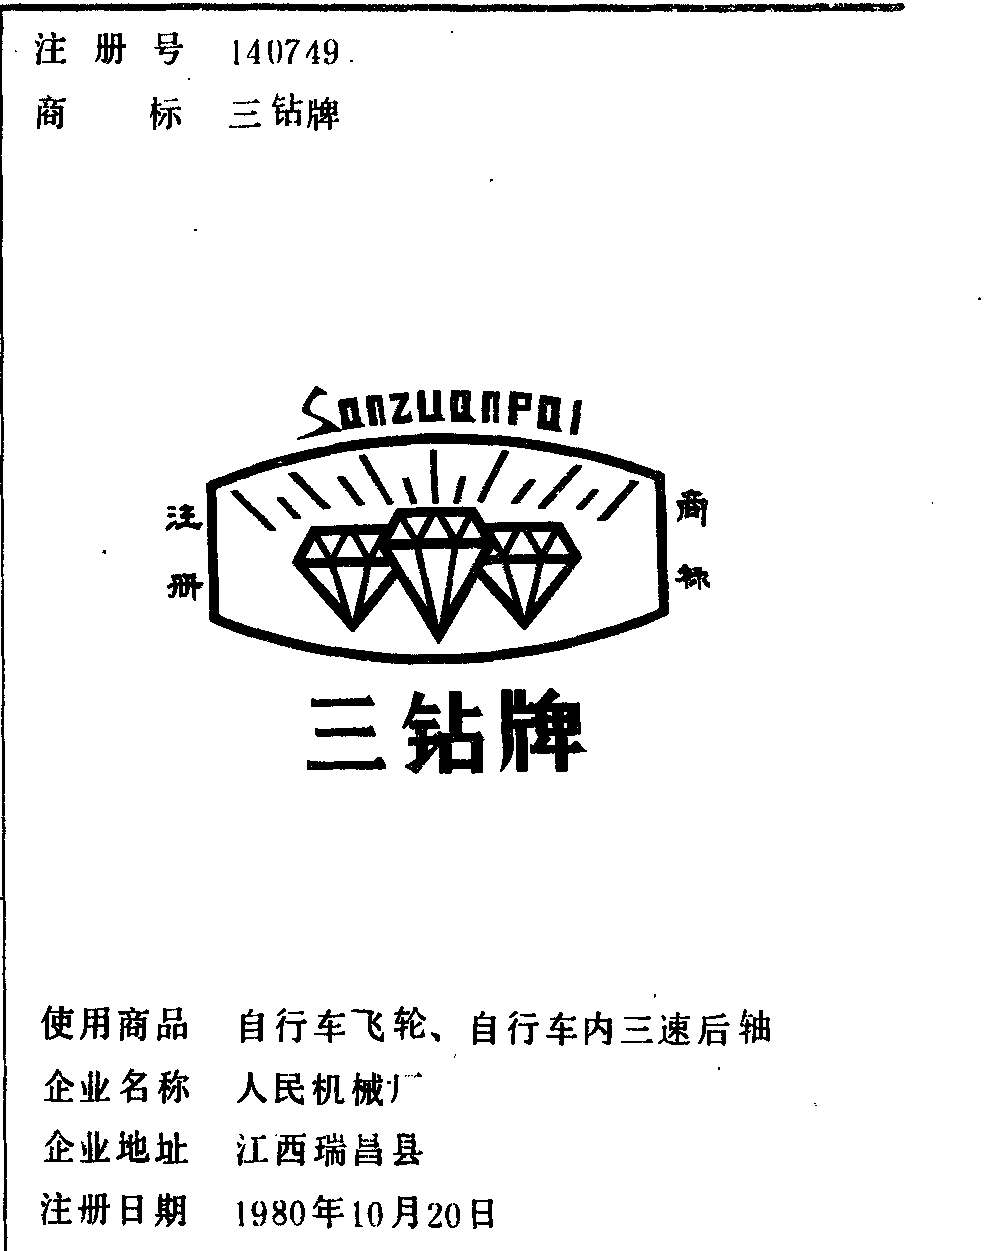 注册号 140749
商标 三钻牌
Sanzuanpai
注册
商标
三钻牌
使用商品 自行车飞轮、自行车内三速后轴
企业名称 人民机械厂
企业地址 江西瑞昌县
注册日期 1980年10月20日